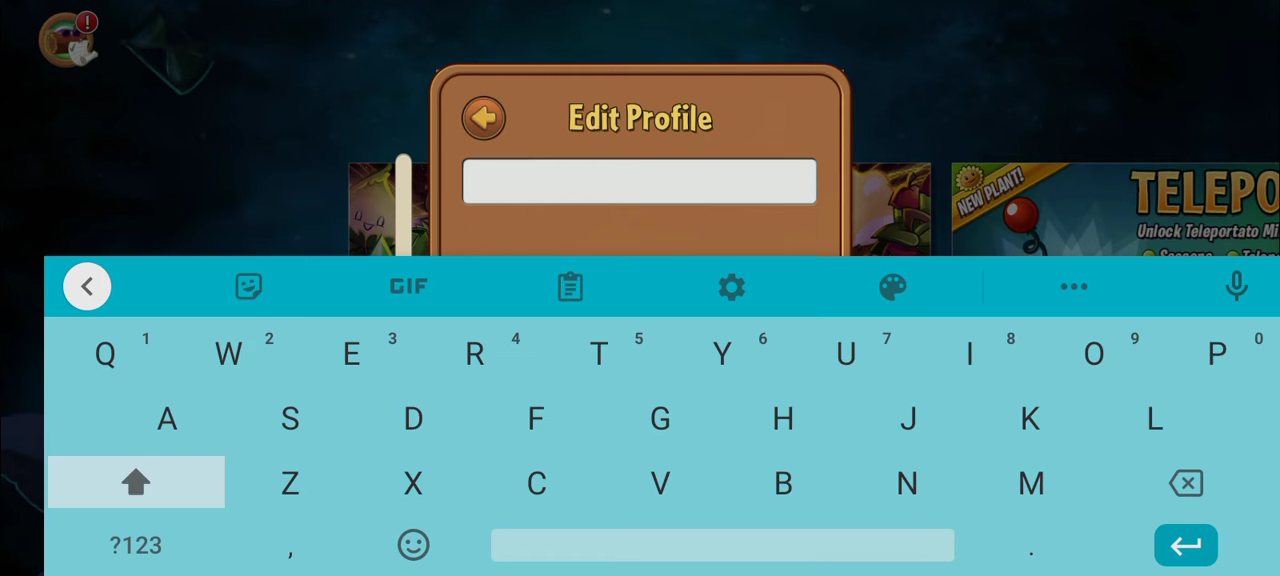 !
Edit Profile
NEW PLANT!
TELEPO
Unlock Teleportato Mi
GIF
Q 1 W 2 E 3 R 4 T 5 Y 6 U 7 I 8 O 9 P 0
A S D F G H J K L
Z X C V B N M
?123 , .